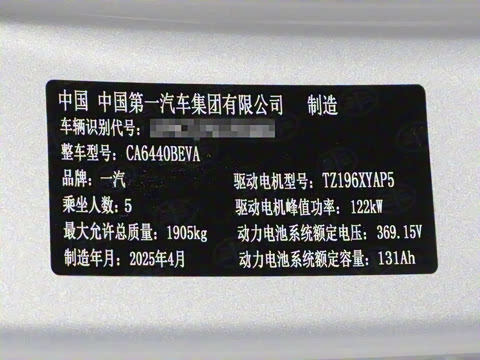 中国 中国第一汽车集团有限公司 制造
车辆识别代号：
整车型号：CA6440BEVA
品牌：一汽 驱动电机型号：TZ196XYAP5
乘坐人数：5 驱动电机峰值功率：122kW
最大允许总质量：1905kg 动力电池系统额定电压：369.15V
制造年月：2025年4月 动力电池系统额定容量：131Ah